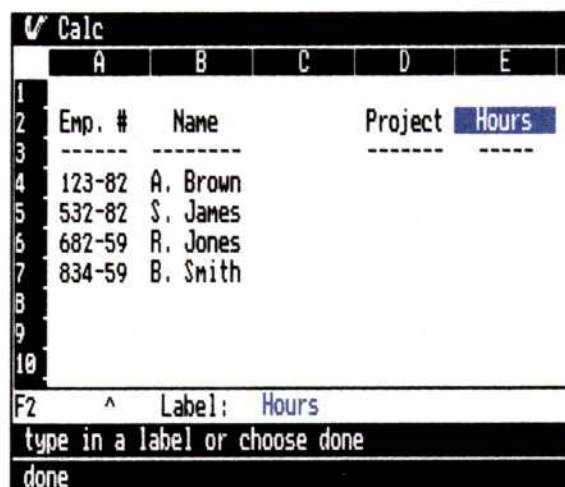 Calc
A B C D E
1
2 Emp. # Name Project Hours
3 ------ -------- ------- -----
4 123-82 A. Brown
5 532-82 S. James
6 682-59 R. Jones
7 834-59 B. Smith
8
9
10
F2 ^ Label: Hours
type in a label or choose done
done